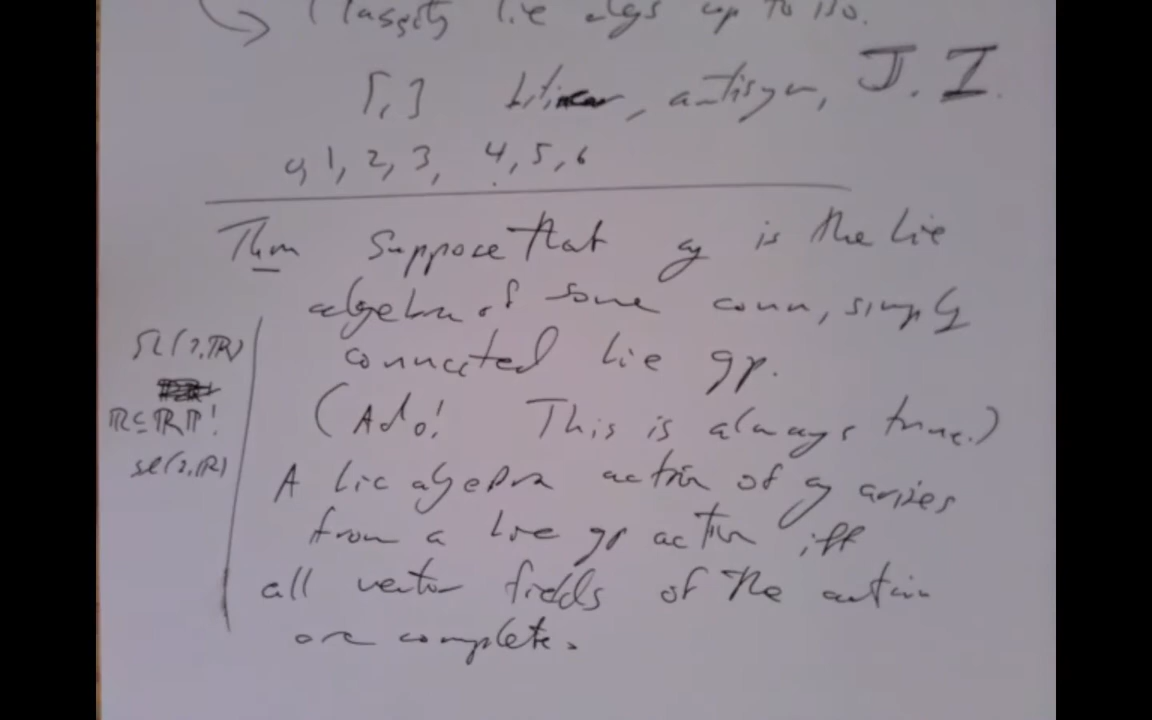 Classify Lie algs up to iso.
[,] bilinear, antisym, J.I.
0, 1, 2, 3, 4, 5, 6
Thm Suppose that g is the Lie
algebra of some conn, simply
connected Lie gp.
(Ado! This is always true.)
A Lie algebra action of g arises
from a Lie gp action iff
all vector fields of the action
are complete.
SL(2,ℝ)
ℝ⊆ℝP¹
sl(2,ℝ)